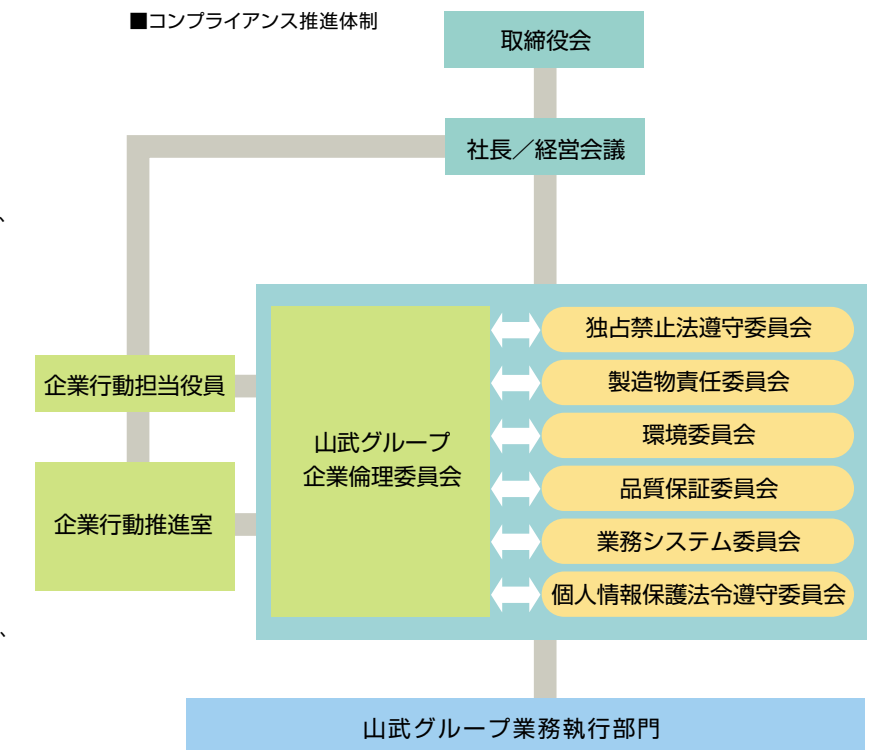 ■コンプライアンス推進体制
取締役会
社長／経営会議
、
企業行動担当役員
企業行動推進室
山武グループ
企業倫理委員会
独占禁止法遵守委員会
製造物責任委員会
環境委員会
品質保証委員会
業務システム委員会
個人情報保護法令遵守委員会
、
山武グループ業務執行部門